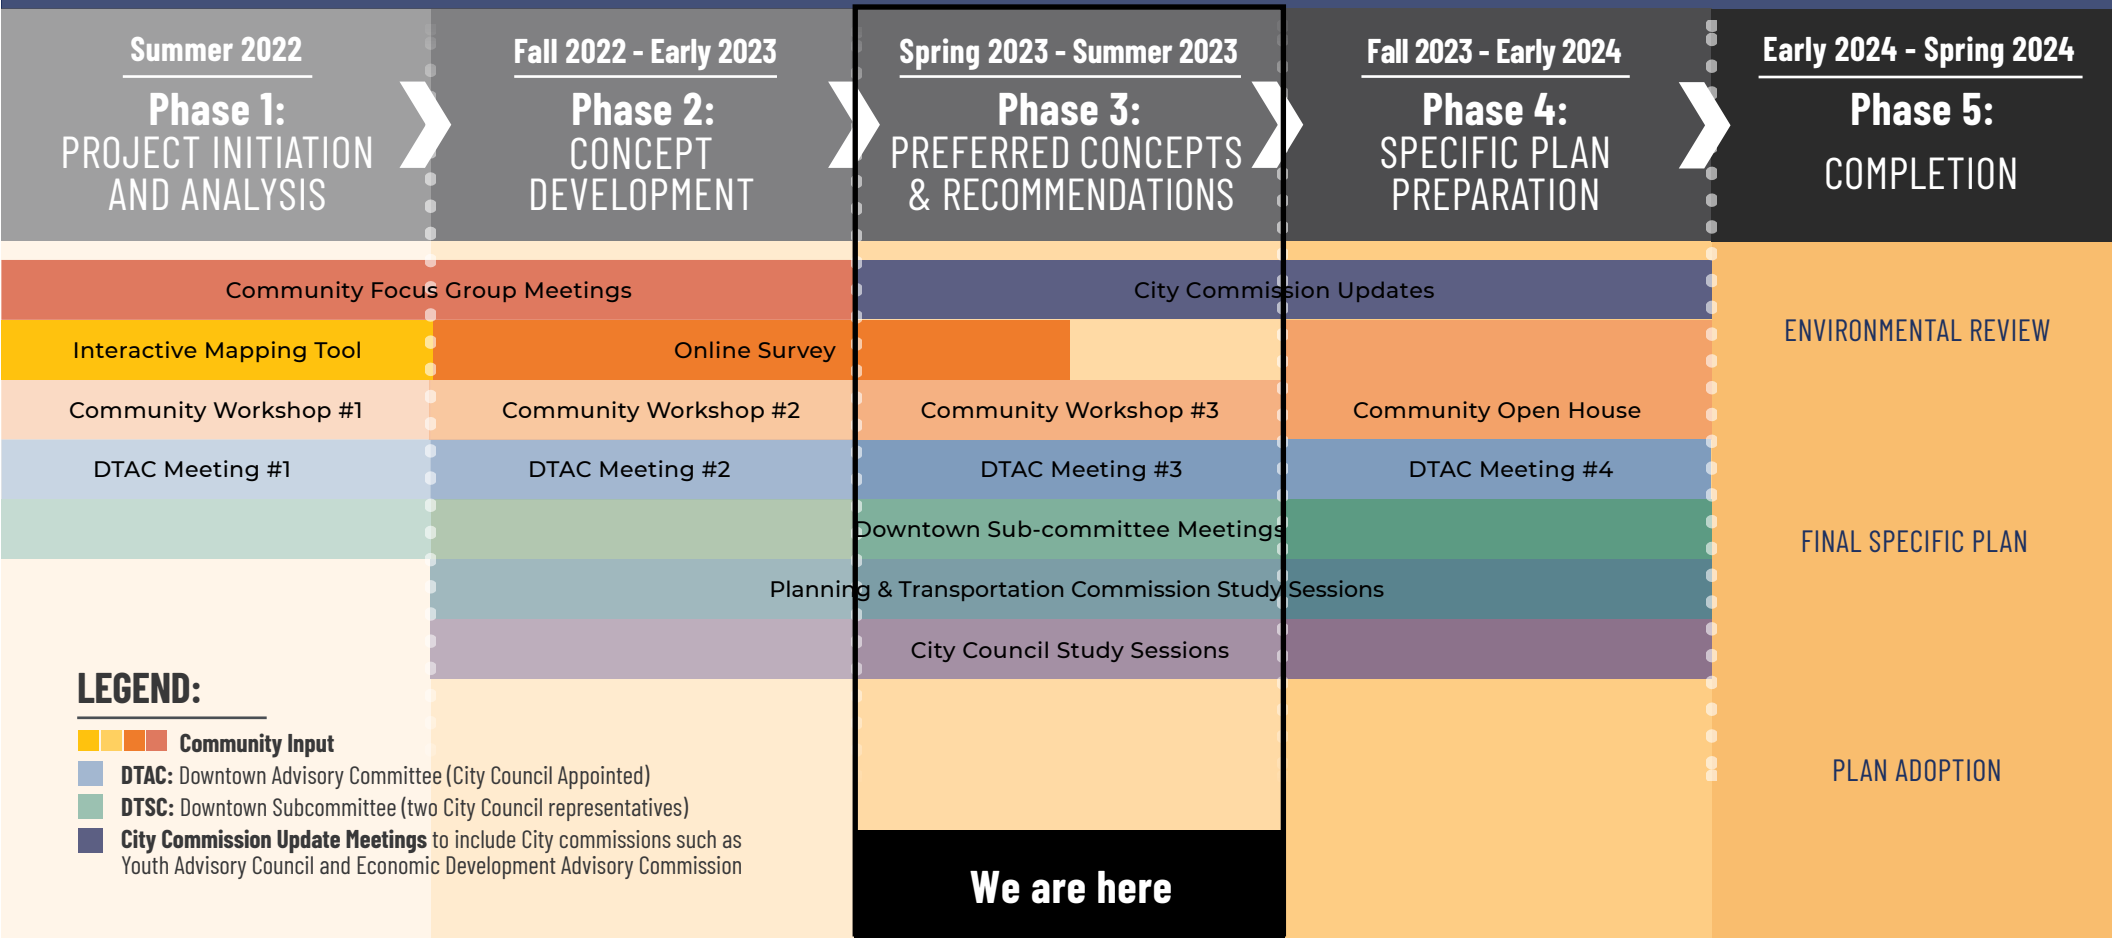 Summer 2022
Phase 1:
PROJECT INITIATION
AND ANALYSIS
Fall 2022 - Early 2023
Phase 2:
CONCEPT
DEVELOPMENT
Spring 2023 - Summer 2023
Phase 3:
PREFERRED CONCEPTS
& RECOMMENDATIONS
Fall 2023 - Early 2024
Phase 4:
SPECIFIC PLAN
PREPARATION
Early 2024 - Spring 2024
Phase 5:
COMPLETION
Community Focus Group Meetings
City Commission Updates
Interactive Mapping Tool
Online Survey
Community Workshop #1
Community Workshop #2
Community Workshop #3
Community Open House
DTAC Meeting #1
DTAC Meeting #2
DTAC Meeting #3
DTAC Meeting #4
Downtown Sub-committee Meetings
Planning & Transportation Commission Study Sessions
City Council Study Sessions
ENVIRONMENTAL REVIEW
FINAL SPECIFIC PLAN
PLAN ADOPTION
LEGEND:
Community Input
DTAC: Downtown Advisory Committee (City Council Appointed)
DTSC: Downtown Subcommittee (two City Council representatives)
City Commission Update Meetings to include City commissions such as
Youth Advisory Council and Economic Development Advisory Commission
We are here